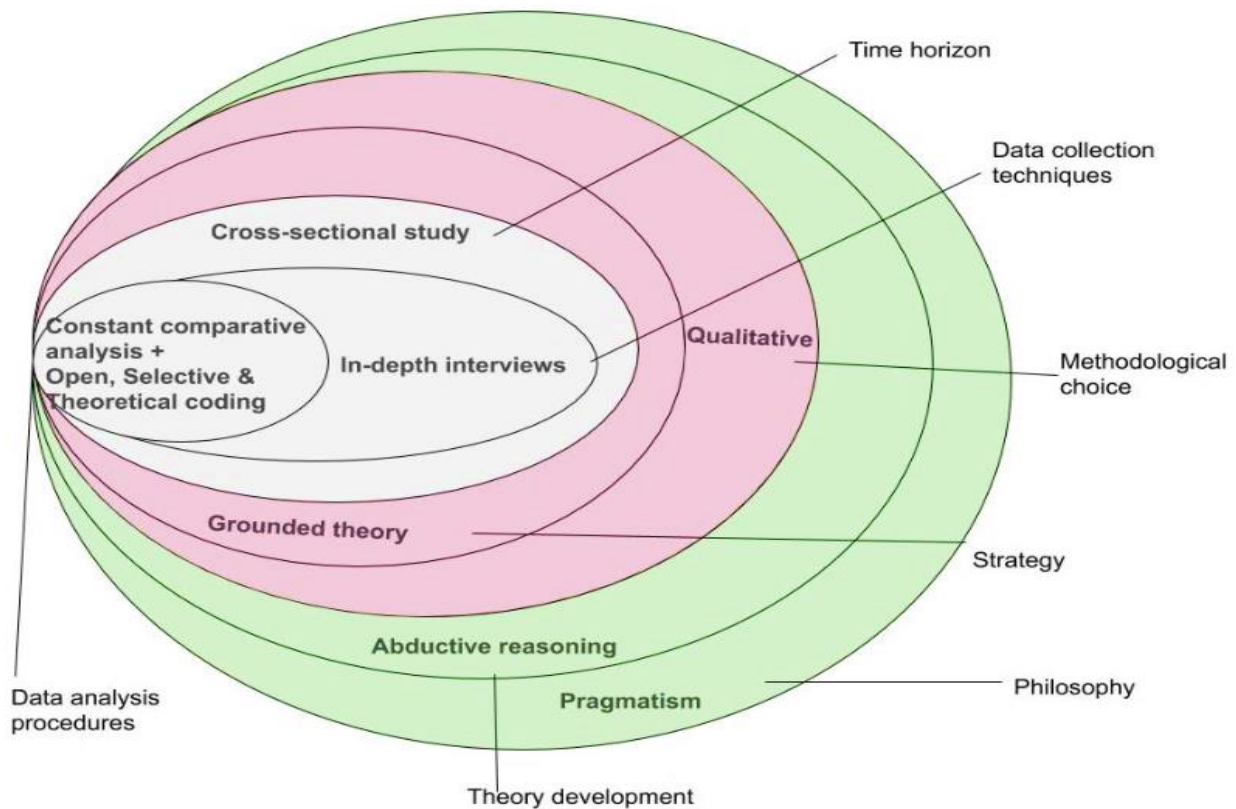 Time horizon
Data collection
techniques
Cross-sectional study
Constant comparative
analysis +
Open, Selective &
Theoretical coding
In-depth interviews
Qualitative
Methodological
choice
Grounded theory
Strategy
Abductive reasoning
Philosophy
Pragmatism
Data analysis
procedures
Theory development